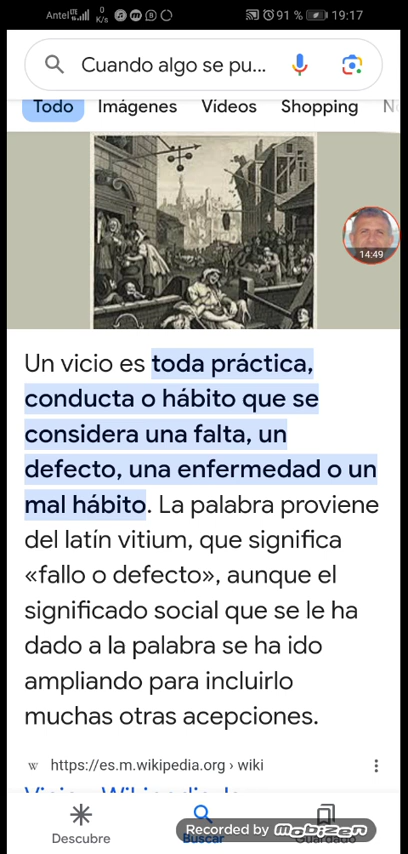 Antel 0 K/s 91 % 19:17
Cuando algo se pu...
Todo Imágenes Videos Shopping
14:49
Un vicio es toda práctica,
conducta o hábito que se
considera una falta, un
defecto, una enfermedad o un
mal hábito. La palabra proviene
del latín vitium, que significa
«fallo o defecto», aunque el
significado social que se le ha
dado a la palabra se ha ido
ampliando para incluirlo
muchas otras acepciones.
W https://es.m.wikipedia.org › wiki
Descubre Buscar Guardado
Recorded by mobizen